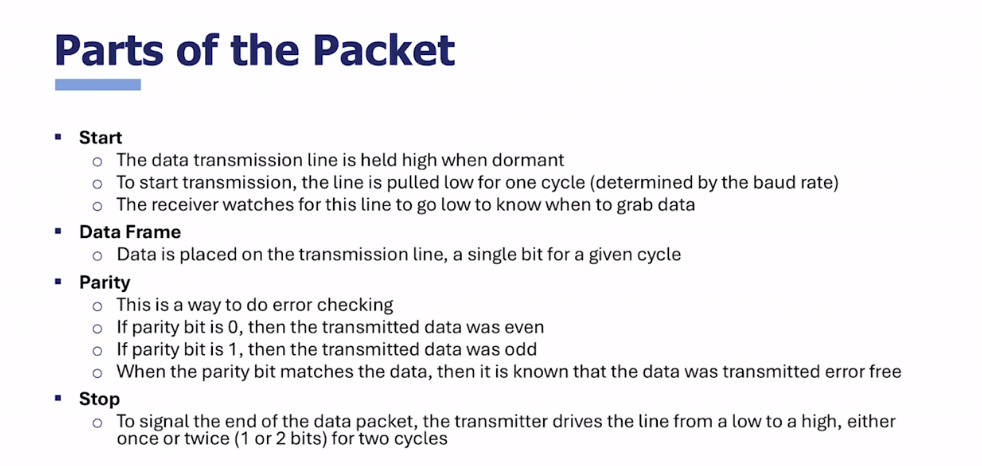 Parts of the Packet
▪ Start
○ The data transmission line is held high when dormant
○ To start transmission, the line is pulled low for one cycle (determined by the baud rate)
○ The receiver watches for this line to go low to know when to grab data
▪ Data Frame
○ Data is placed on the transmission line, a single bit for a given cycle
▪ Parity
○ This is a way to do error checking
○ If parity bit is 0, then the transmitted data was even
○ If parity bit is 1, then the transmitted data was odd
○ When the parity bit matches the data, then it is known that the data was transmitted error free
▪ Stop
○ To signal the end of the data packet, the transmitter drives the line from a low to a high, either
once or twice (1 or 2 bits) for two cycles